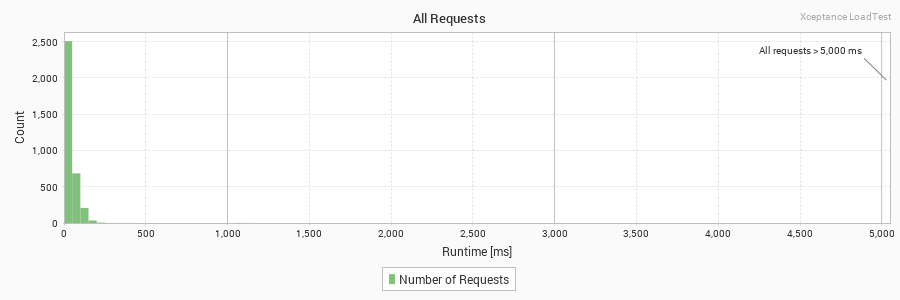 All Requests
Xceptance LoadTest
All requests > 5,000 ms
Count
2,500
2,000
1,500
1,000
500
0
0 500 1,000 1,500 2,000 2,500 3,000 3,500 4,000 4,500 5,000
Runtime [ms]
Number of Requests